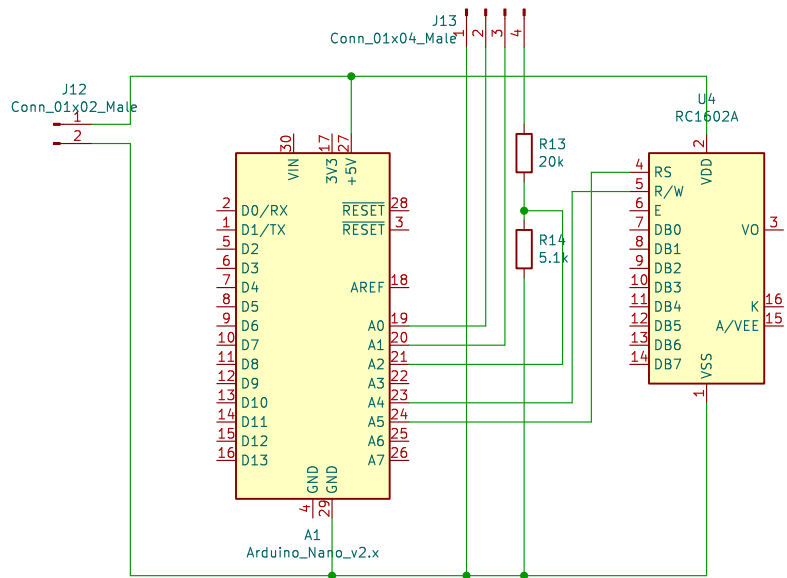 J13
Conn_01x04_Male
1
2
3
4
J12
Conn_01x02_Male
1
2
U4
RC1602A
30
17
27
VIN
3V3
+5V
R13
20k
2
VDD
4 RS
5 R/W
6 E
7 DB0
8 DB1
9 DB2
10 DB3
11 DB4
12 DB5
13 DB6
14 DB7
VO 3
K 16
A/VEE 15
VSS
1
R14
5.1k
2 D0/RX
1 D1/TX
5 D2
6 D3
7 D4
8 D5
9 D6
10 D7
11 D8
12 D9
13 D10
14 D11
15 D12
16 D13
RESET 28
RESET 3
AREF 18
A0 19
A1 20
A2 21
A3 22
A4 23
A5 24
A6 25
A7 26
GND
GND
4
29
A1
Arduino_Nano_v2.x